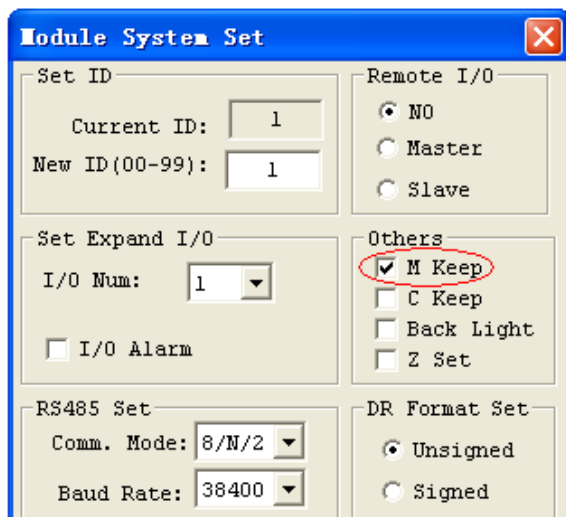 Module System Set
Set ID
Current ID: 1
New ID(00-99): 1
Remote I/O
NO
Master
Slave
Set Expand I/O
I/O Num: 1
I/O Alarm
Others
M Keep
C Keep
Back Light
Z Set
RS485 Set
Comm. Mode: 8/N/2
Baud Rate: 38400
DR Format Set
Unsigned
Signed